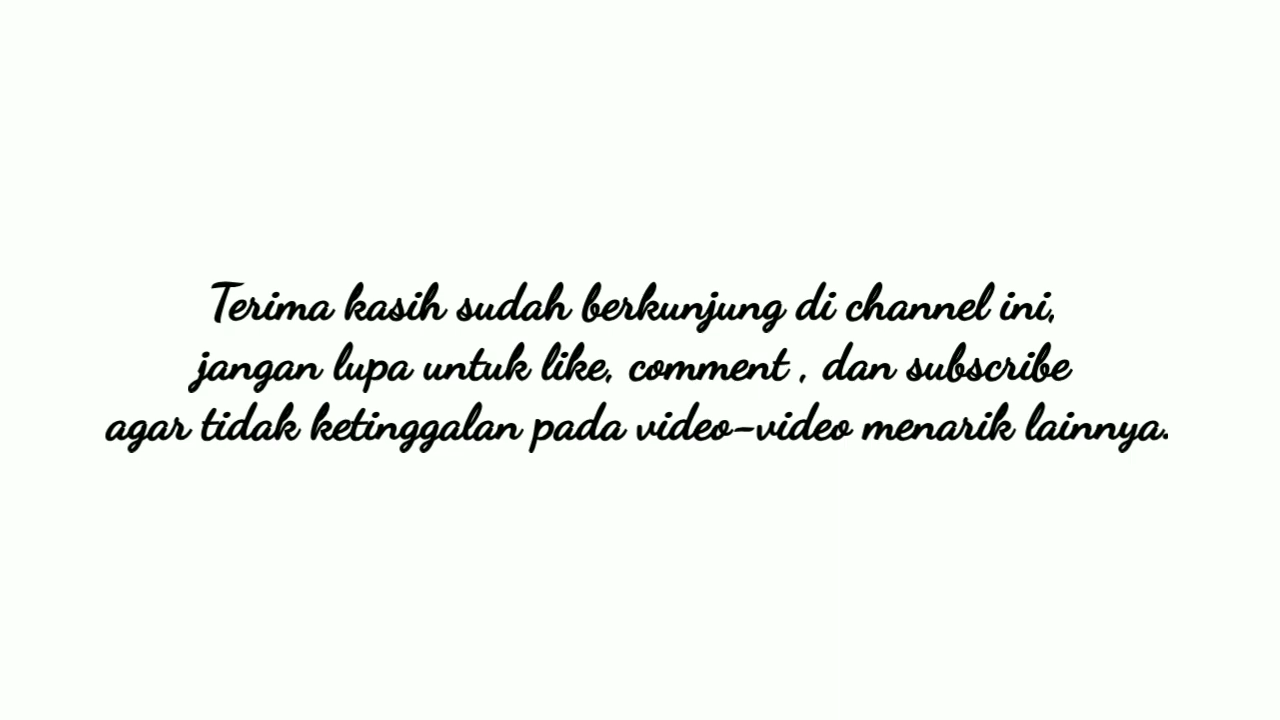 Terima kasih sudah berkunjung di channel ini,
jangan lupa untuk like, comment , dan subscribe
agar tidak ketinggalan pada video-video menarik lainnya.